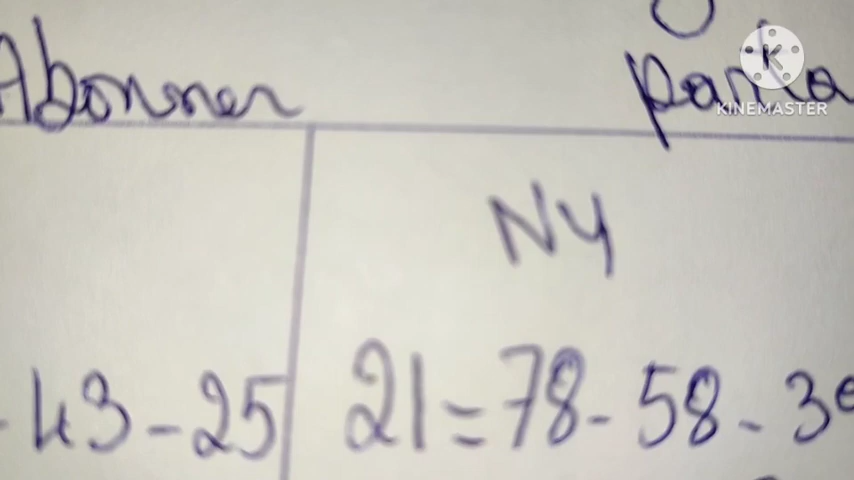 Abonner
KINEMASTER
NY
- 43 - 25 21 = 78 - 58 - 3